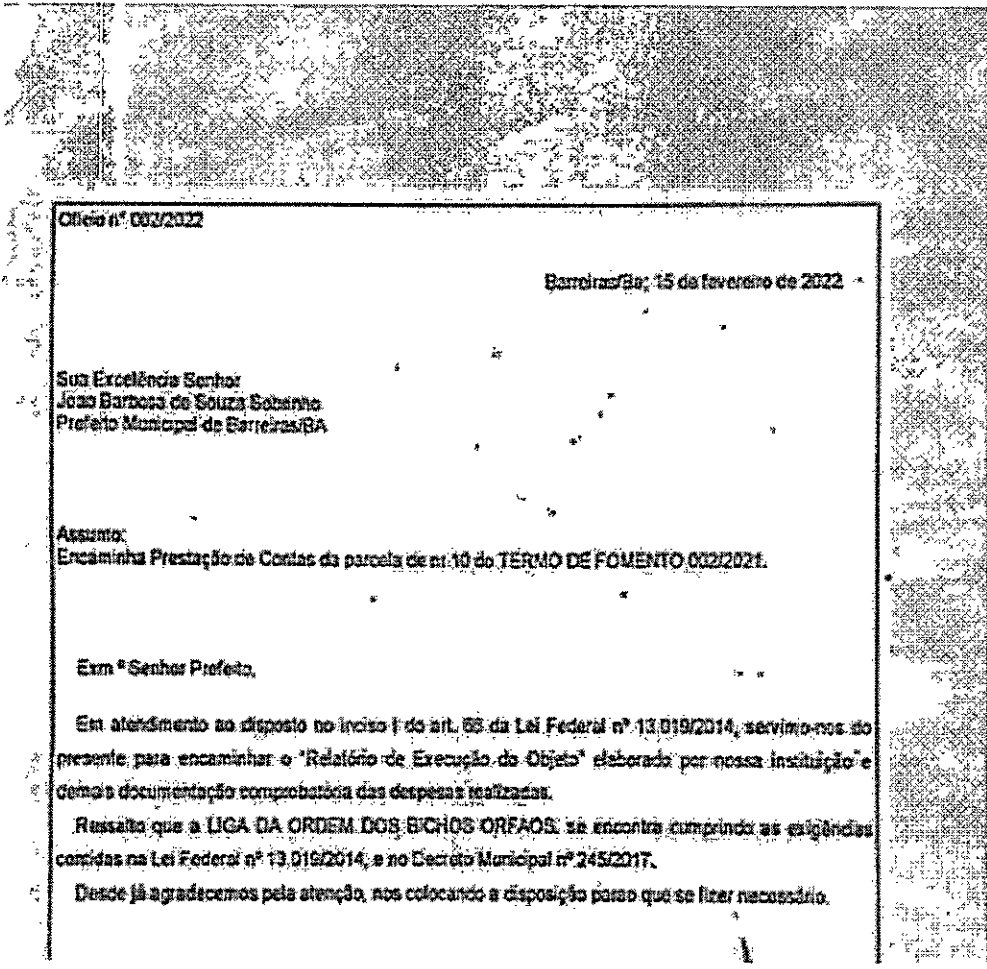 Ofício nº 002/2022
Barreiras/Ba, 15 de fevereiro de 2022
Sua Excelência Senhor
João Barbosa de Souza Sobrinho
Prefeito Municipal de Barreiras/BA
Assunto:
Encaminha Prestação de Contas da parcela de nr.10 do TERMO DE FOMENTO 002/2021.
Exm º Senhor Prefeito,
Em atendimento ao disposto no inciso I do art. 66 da Lei Federal nº 13.019/2014, servimo-nos do
presente para encaminhar o "Relatório de Execução do Objeto" elaborado por nossa instituição e
demais documentação comprobatória das despesas realizadas.
Ressalto que a LIGA DA ORDEM DOS BICHOS ORFAOS, se encontra cumprindo as exigências
contidas na Lei Federal nº 13.019/2014, e no Decreto Municipal nº 245/2017.
Desde já agradecemos pela atenção, nos colocando a disposição parao que se fizer necessário.